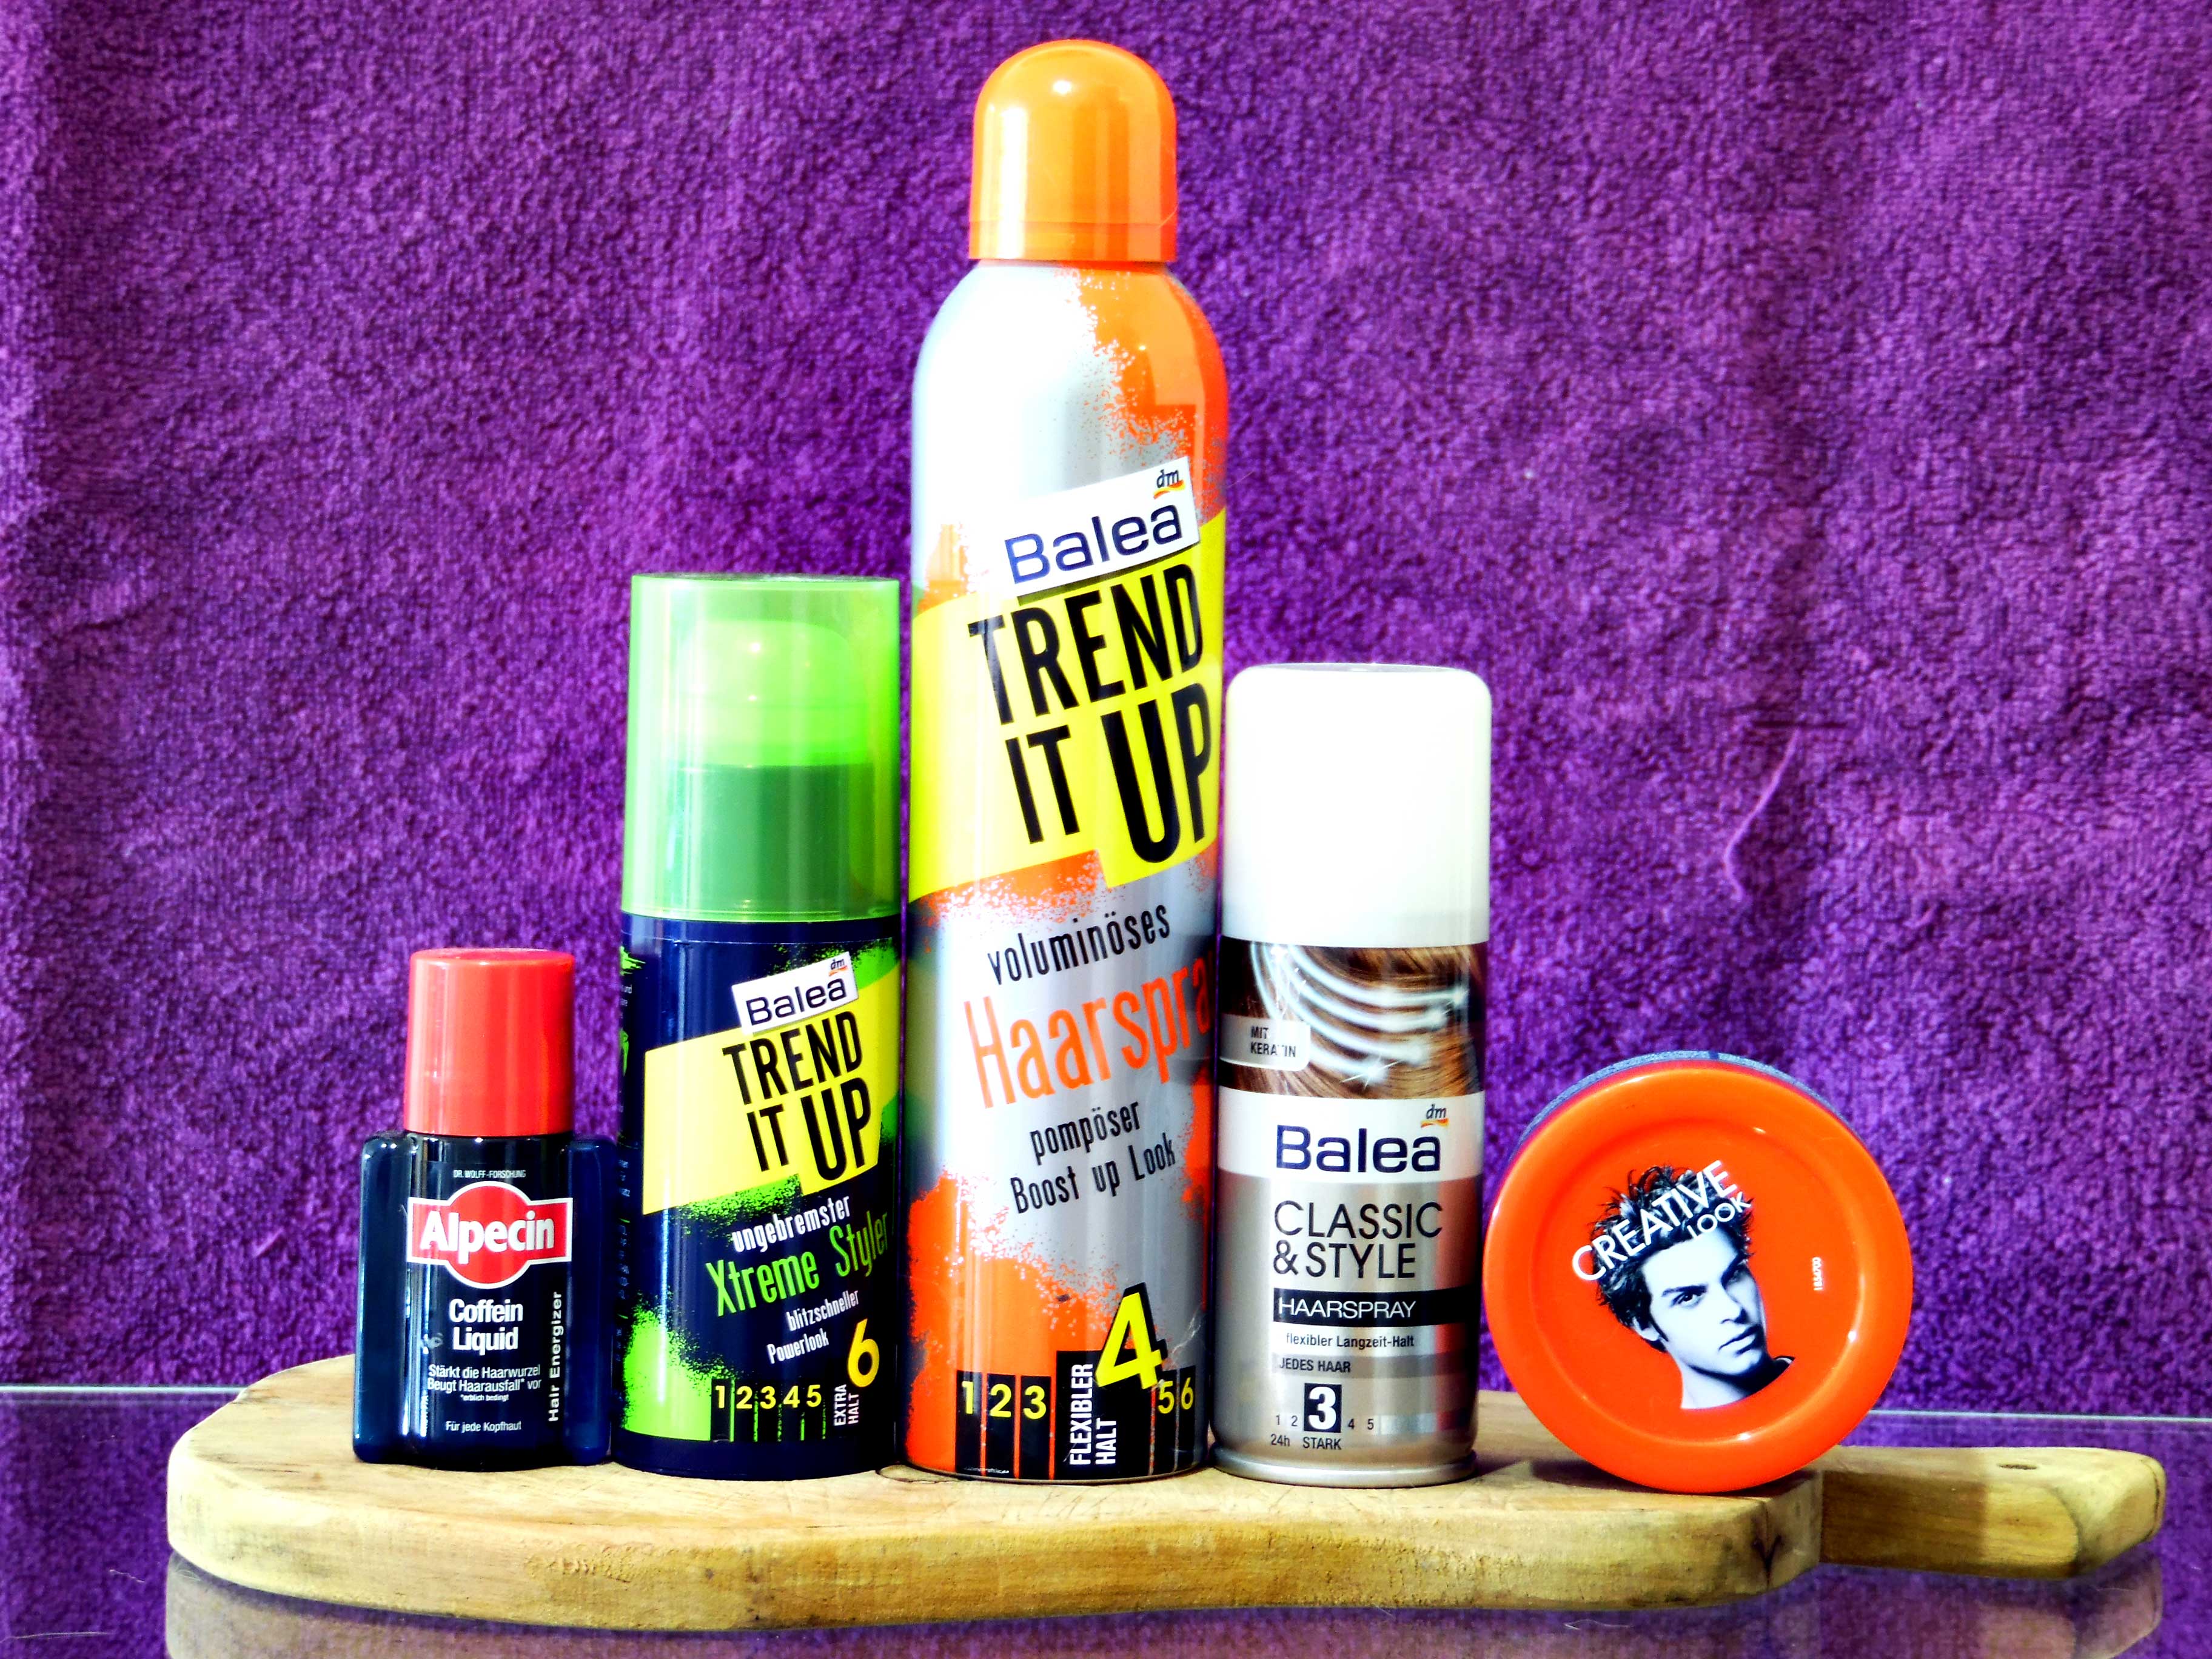 DR. WOLFF-FORSCHUNG
Alpecin
Coffein
Liquid
Hair Energizer
Stärkt die Haarwurzel
Beugt Haarausfall* vor
*erblich bedingt
Für jede Kopfhaut
dm
Balea
TREND
IT UP
ungebremster
Xtreme Styler
blitzschneller
Powerlook
1 2 3 4 5 6
EXTRA
HALT
dm
Balea
TREND
IT UP
voluminöses
Haarspra
pompöser
Boost up Look
1 2 3 4 5 6
FLEXIBLER
HALT
MIT
KERATIN
dm
Balea
CLASSIC
& STYLE
HAARSPRAY
flexibler Langzeit-Halt
JEDES HAAR
1 2 3 4 5
24h STARK
CREATIVE
LOOK